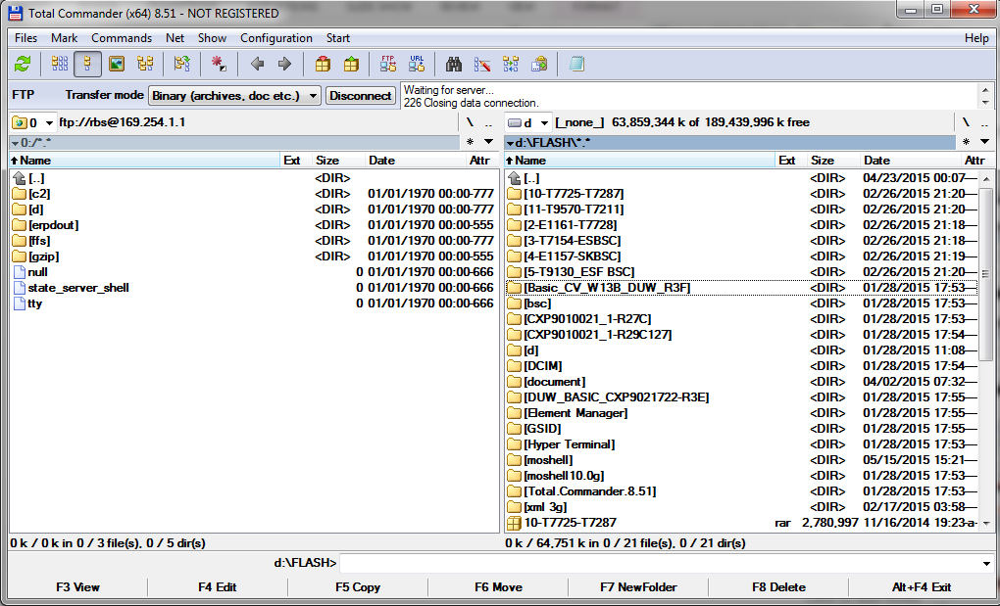 Total Commander (x64) 8.51 - NOT REGISTERED
Files Mark Commands Net Show Configuration Start Help
FTP URL
FTP Transfer mode Binary (archives, doc etc.) Disconnect
Waiting for server...
226 Closing data connection.
0 ftp://rbs@169.254.1.1 \ ..
0:/*.* * 
Name Ext Size Date Attr
[..] <DIR>
[c2] <DIR> 01/01/1970 00:00-777
[d] <DIR> 01/01/1970 00:00-777
[erpdout] <DIR> 01/01/1970 00:00-555
[ffs] <DIR> 01/01/1970 00:00-777
[gzip] <DIR> 01/01/1970 00:00-555
null 0 01/01/1970 00:00-666
state_server_shell 0 01/01/1970 00:00-666
tty 0 01/01/1970 00:00-666
0 k / 0 k in 0 / 3 file(s), 0 / 5 dir(s)
d [_none_] 63,859,344 k of 189,439,996 k free \ ..
d:\FLASH\*.* *
Name Ext Size Date Attr
[..] <DIR> 04/23/2015 00:07----
[10-T7725-T7287] <DIR> 02/26/2015 21:20----
[11-T9570-T7211] <DIR> 02/26/2015 21:20----
[2-E1161-T7728] <DIR> 02/26/2015 21:18----
[3-T7154-ESBSC] <DIR> 02/26/2015 21:18----
[4-E1157-SKBSC] <DIR> 02/26/2015 21:19----
[5-T9130_ESF BSC] <DIR> 02/26/2015 21:20----
[Basic_CV_W13B_DUW_R3F] <DIR> 01/28/2015 17:53----
[bsc] <DIR> 01/28/2015 17:53----
[CXP9010021_1-R27C] <DIR> 01/28/2015 17:53----
[CXP9010021_1-R29C127] <DIR> 01/28/2015 17:54----
[d] <DIR> 01/28/2015 11:08----
[DCIM] <DIR> 01/28/2015 17:54----
[document] <DIR> 04/02/2015 07:32----
[DUW_BASIC_CXP9021722-R3E] <DIR> 01/28/2015 17:55----
[Element Manager] <DIR> 01/28/2015 17:55----
[GSID] <DIR> 01/28/2015 17:55----
[Hyper Terminal] <DIR> 01/28/2015 17:53----
[moshell] <DIR> 05/15/2015 15:21----
[moshell10.0g] <DIR> 01/28/2015 17:53----
[Total.Commander.8.51] <DIR> 01/28/2015 17:53----
[xml 3g] <DIR> 02/17/2015 03:58----
10-T7725-T7287 rar 2,780,997 11/16/2014 19:23-a--
0 k / 64,751 k in 0 / 21 file(s), 0 / 21 dir(s)
d:\FLASH>
F3 View F4 Edit F5 Copy F6 Move F7 NewFolder F8 Delete Alt+F4 Exit